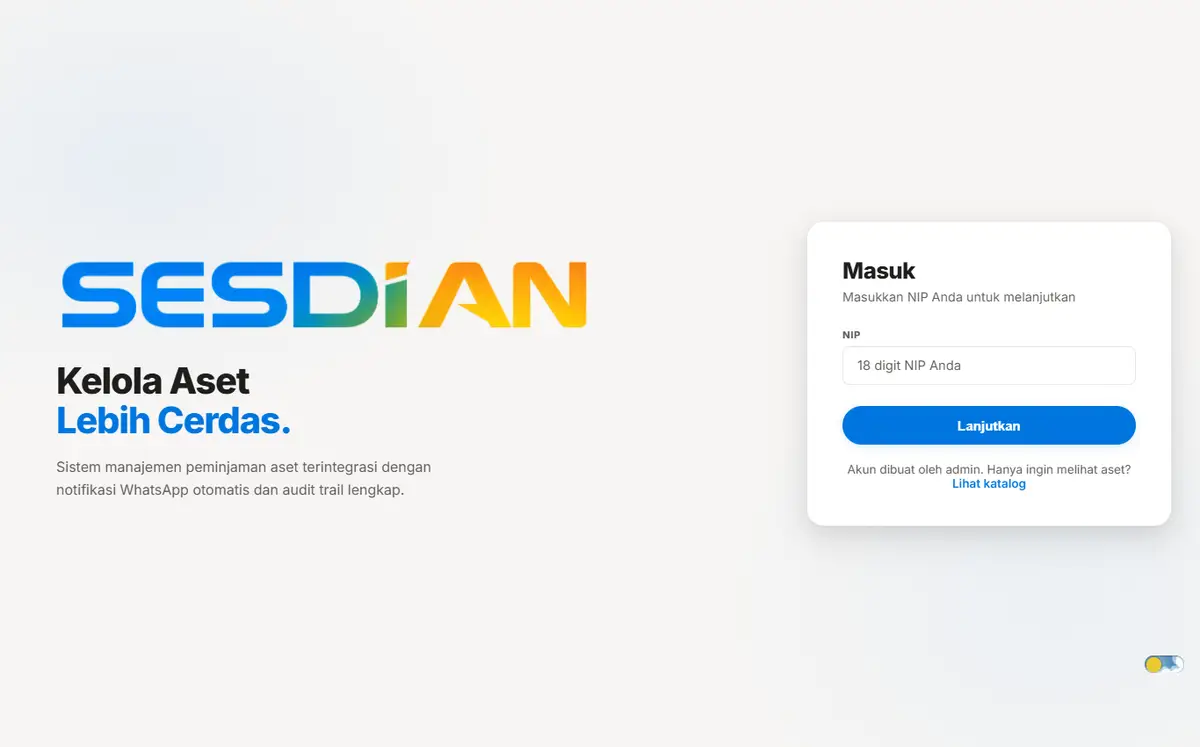 SESDiAN
Kelola Aset
Lebih Cerdas.
Sistem manajemen peminjaman aset terintegrasi dengan
notifikasi WhatsApp otomatis dan audit trail lengkap.
Masuk
Masukkan NIP Anda untuk melanjutkan
NIP
18 digit NIP Anda
Lanjutkan
Akun dibuat oleh admin. Hanya ingin melihat aset?
Lihat katalog